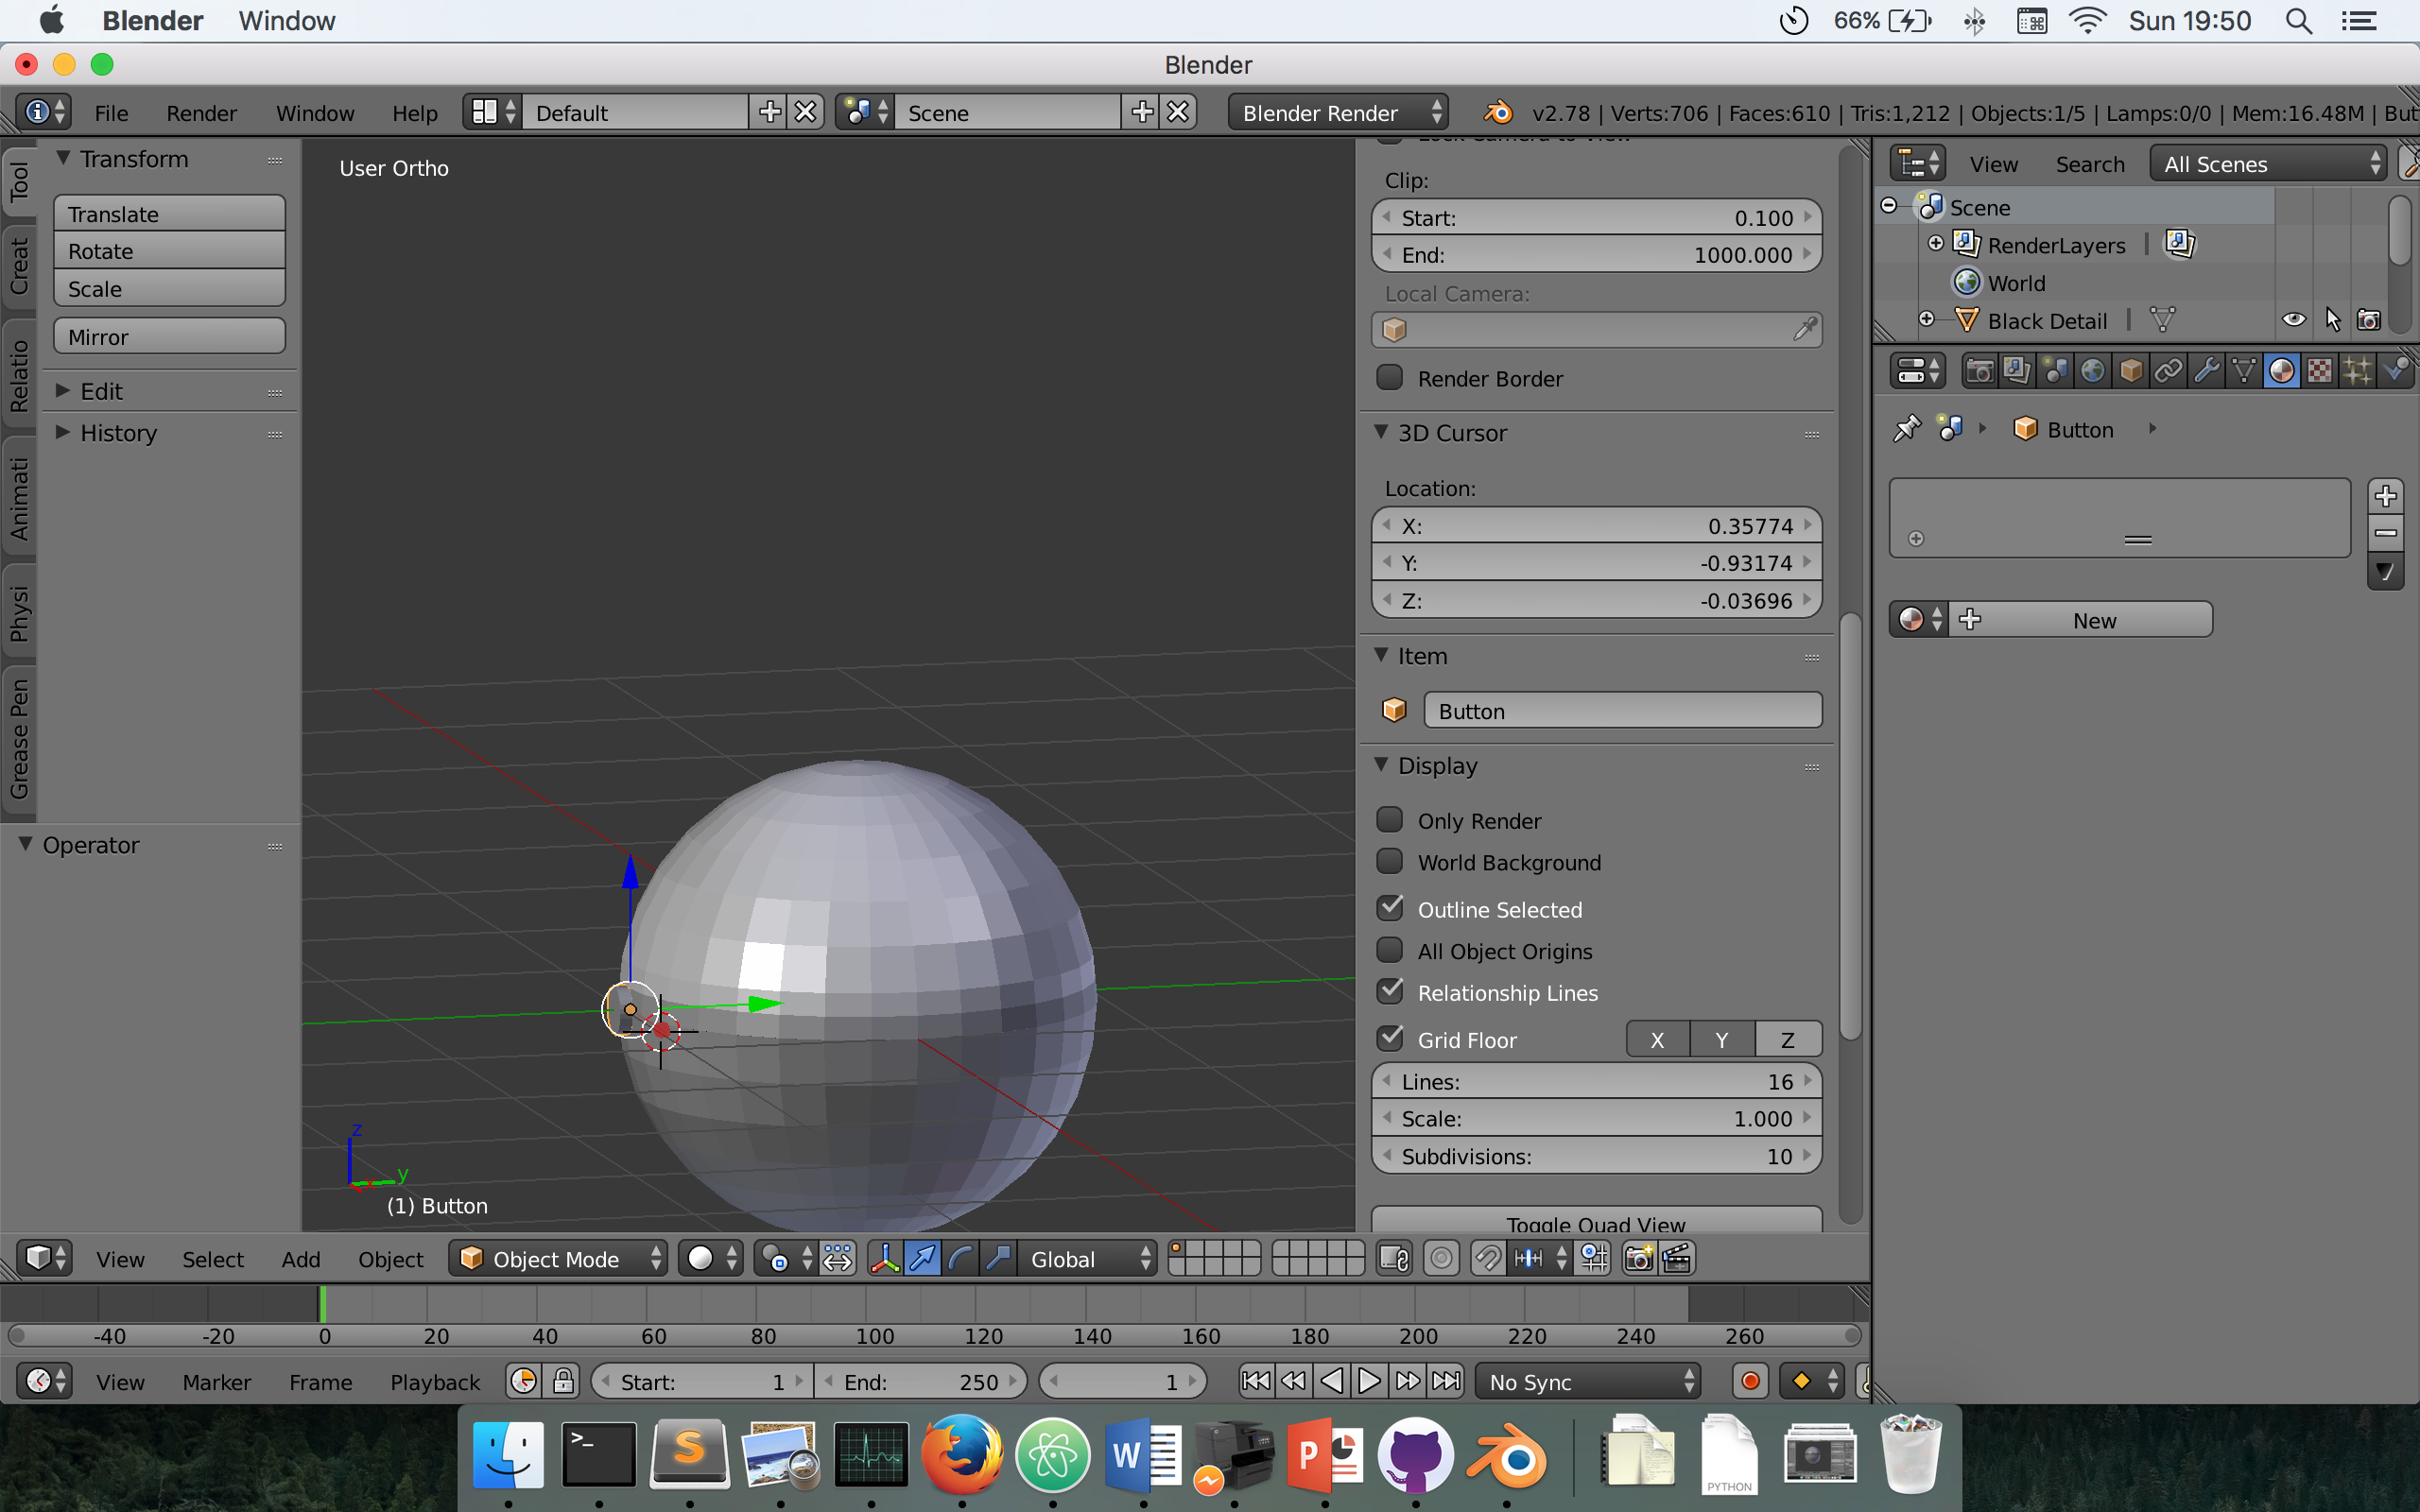 Blender Window 66% Sun 19:50
Blender
File Render Window Help Default Scene Blender Render v2.78 | Verts:706 | Faces:610 | Tris:1,212 | Objects:1/5 | Lamps:0/0 | Mem:16.48M | But
Tool
Creat
Relatio
Animati
Physi
Grease Pen
Transform
Translate
Rotate
Scale
Mirror
Edit
History
Operator
User Ortho
z
y
(1) Button
Lock Camera to View
Clip:
Start: 0.100
End: 1000.000
Local Camera:
Render Border
3D Cursor
Location:
X: 0.35774
Y: -0.93174
Z: -0.03696
Item
Button
Display
Only Render
World Background
Outline Selected
All Object Origins
Relationship Lines
Grid Floor X Y Z
Lines: 16
Scale: 1.000
Subdivisions: 10
Toggle Quad View
View Search All Scenes
Scene
RenderLayers |
World
Black Detail |
Button
New
View Select Add Object Object Mode Global
-40 -20 0 20 40 60 80 100 120 140 160 180 200 220 240 260
View Marker Frame Playback Start: 1 End: 250 1 No Sync
>_
S
W
P
PYTHON